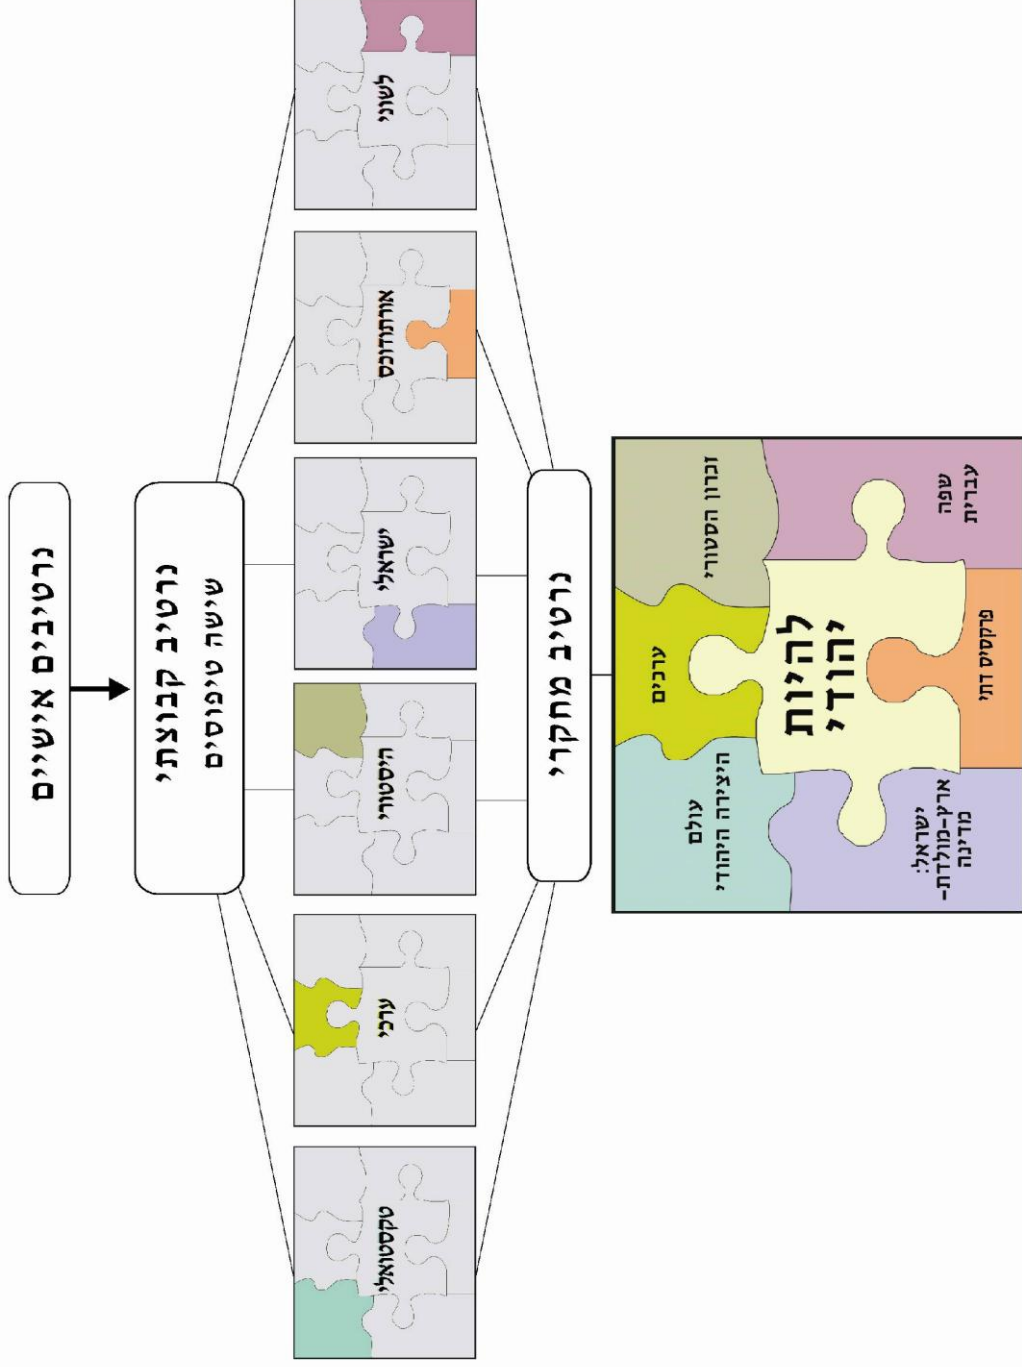 נרטיבים אישיים
נרטיב קבוצתי
שישה טיפוסים
לשוני
אורתודוכס
ישראלי
היסטורי
ערכי
טקסטואלי
נרטיב מחקרי
זכרון הסטורי
ערכים
עולם
היצירה היהודי
להיות
יהודי
שפה
עברית
פרקסיס דתי
ישראל:
ארץ–מולדת–
מדינה